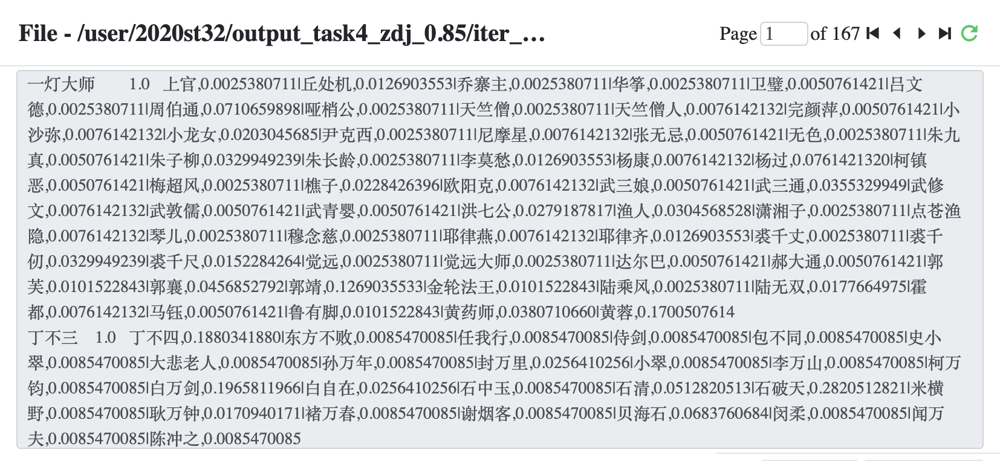 File - /user/2020st32/output_task4_zdj_0.85/iter_...
Page 1 of 167
一灯大师 1.0 上官,0.0025380711|丘处机,0.0126903553|乔寨主,0.0025380711|华筝,0.0025380711|卫璧,0.0050761421|吕文
德,0.0025380711|周伯通,0.0710659898|哑梢公,0.0025380711|天竺僧,0.0025380711|天竺僧人,0.0076142132|完颜萍,0.0050761421|小
沙弥,0.0076142132|小龙女,0.0203045685|尹克西,0.0025380711|尼摩星,0.0076142132|张无忌,0.0050761421|无色,0.0025380711|朱九
真,0.0050761421|朱子柳,0.0329949239|朱长龄,0.0025380711|李莫愁,0.0126903553|杨康,0.0076142132|杨过,0.0761421320|柯镇
恶,0.0050761421|梅超风,0.0025380711|樵子,0.0228426396|欧阳克,0.0076142132|武三娘,0.0050761421|武三通,0.0355329949|武修
文,0.0076142132|武敦儒,0.0050761421|武青婴,0.0050761421|洪七公,0.0279187817|渔人,0.0304568528|潇湘子,0.0025380711|点苍渔
隐,0.0076142132|琴儿,0.0025380711|穆念慈,0.0025380711|耶律燕,0.0076142132|耶律齐,0.0126903553|裘千丈,0.0025380711|裘千
仞,0.0329949239|裘千尺,0.0152284264|觉远,0.0025380711|觉远大师,0.0025380711|达尔巴,0.0050761421|郝大通,0.0050761421|郭
芙,0.0101522843|郭襄,0.0456852792|郭靖,0.1269035533|金轮法王,0.0101522843|陆乘风,0.0025380711|陆无双,0.0177664975|霍
都,0.0076142132|马钰,0.0050761421|鲁有脚,0.0101522843|黄药师,0.0380710660|黄蓉,0.1700507614
丁不三 1.0 丁不四,0.1880341880|东方不败,0.0085470085|任我行,0.0085470085|侍剑,0.0085470085|包不同,0.0085470085|史小
翠,0.0085470085|大悲老人,0.0085470085|孙万年,0.0085470085|封万里,0.0256410256|小翠,0.0085470085|李万山,0.0085470085|柯万
钧,0.0085470085|白万剑,0.1965811966|白自在,0.0256410256|石中玉,0.0085470085|石清,0.0512820513|石破天,0.2820512821|米横
野,0.0085470085|耿万钟,0.0170940171|褚万春,0.0085470085|谢烟客,0.0085470085|贝海石,0.0683760684|闵柔,0.0085470085|闻万
夫,0.0085470085|陈冲之,0.0085470085